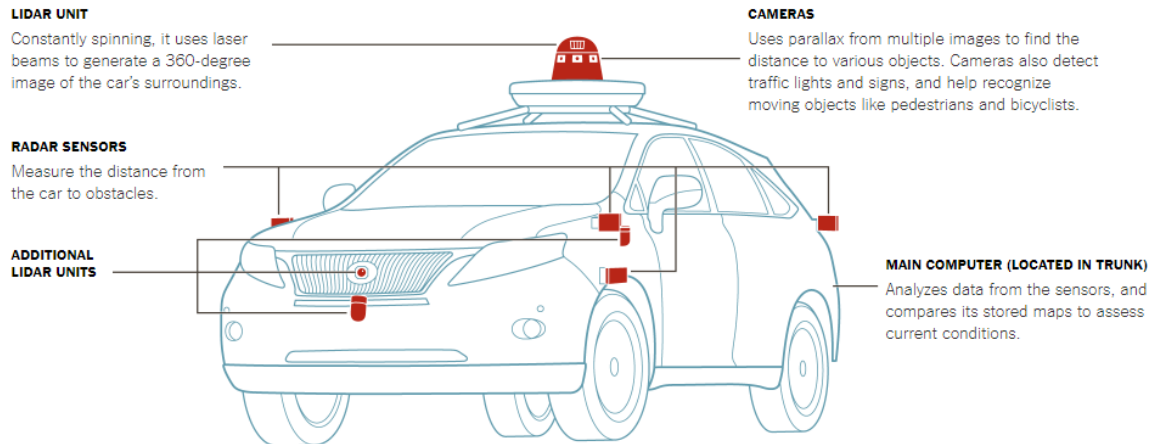 LIDAR UNIT
Constantly spinning, it uses laser
beams to generate a 360-degree
image of the car’s surroundings.
CAMERAS
Uses parallax from multiple images to find the
distance to various objects. Cameras also detect
traffic lights and signs, and help recognize
moving objects like pedestrians and bicyclists.
RADAR SENSORS
Measure the distance from
the car to obstacles.
ADDITIONAL
LIDAR UNITS
MAIN COMPUTER (LOCATED IN TRUNK)
Analyzes data from the sensors, and
compares its stored maps to assess
current conditions.